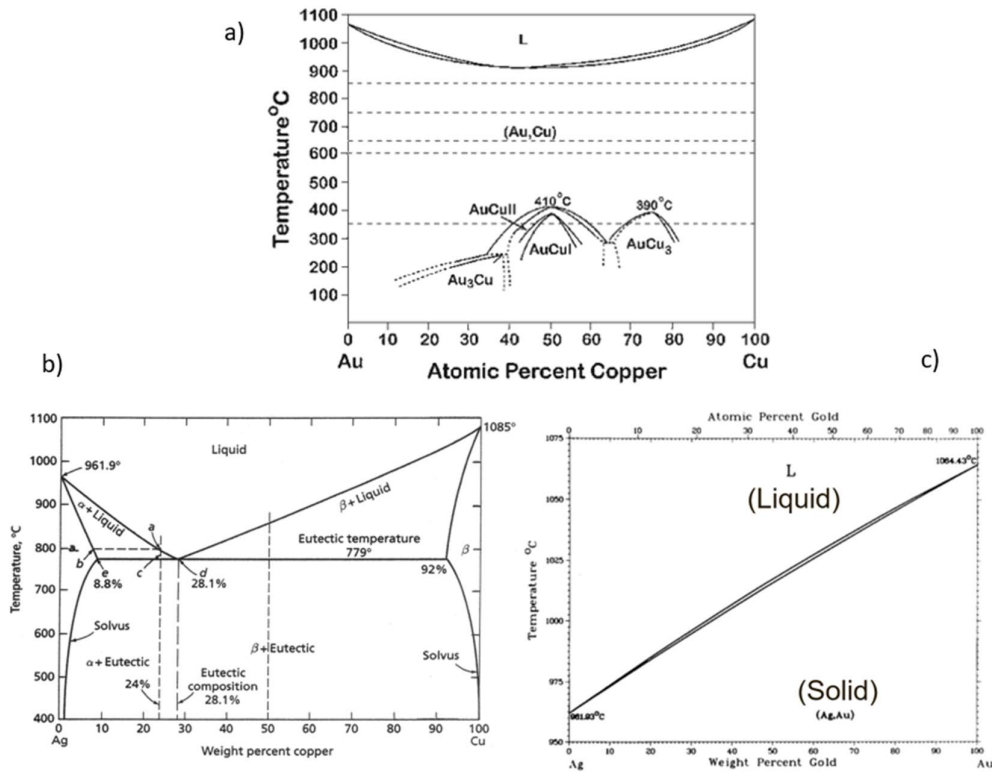 a)
1100
1000
900
800
700
600
500
400
300
200
100
Temperature°C
L
(Au,Cu)
410°C
390°C
AuCuII
AuCuI
AuCu3
Au3Cu
0 10 20 30 40 50 60 70 80 90 100
Au Cu
Atomic Percent Copper
b)
1100
1000
900
800
700
600
500
400
Temperature, °C
Liquid
1085°
961.9°
α+Liquid
β+Liquid
a
Eutectic temperature
779°
a
b
e
c
d
β
8.8%
28.1%
92%
Solvus
α+Eutectic
β+Eutectic
Solvus
24%
Eutectic
composition
28.1%
0 10 20 30 40 50 60 70 80 90 100
Ag Cu
Weight percent copper
c)
Atomic Percent Gold
0 10 20 30 40 50 60 70 80 90 100
1075
1050
1025
1000
975
950
Temperature °C
L
(Liquid)
1064.43°C
(Solid)
(Ag,Au)
961.93°C
0 10 20 30 40 50 60 70 80 90 100
Ag Au
Weight Percent Gold